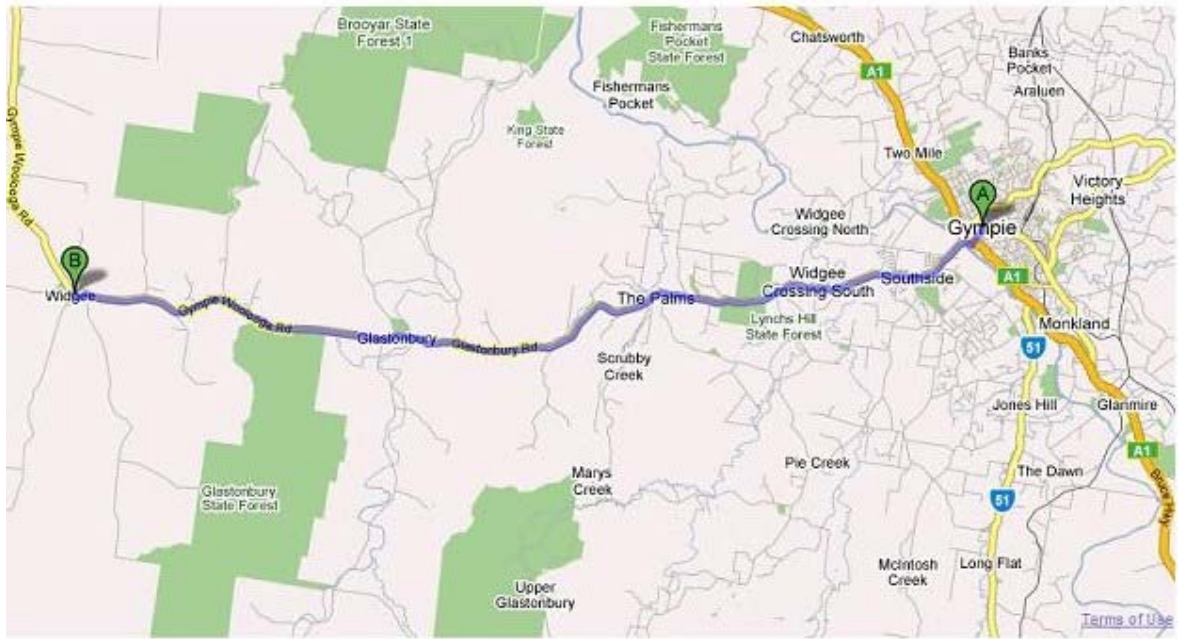 Brooyar State
Forest 1
Fishermans
Pocket
State Forest
Chatsworth
Banks
Pocket
A1
Araluen
Fishermans
Pocket
Gympie Woolooga Rd
King State
Forest
Two Mile
Victory
Heights
A
Widgee
Crossing North
Gympie
B
Widgee
Widgee
Crossing South
Southside
A1
The Palms
Gympie Woolooga Rd
Lynchs Hill
State Forest
Monkland
Glastonbury
Glastonbury Rd
51
Scrubby
Creek
Jones Hill
Glanmire
A1
Pie Creek
Marys
Creek
The Dawn
Glastonbury
State Forest
51
Bruce Hwy
McIntosh
Creek
Long Flat
Upper
Glastonbury
Terms of Use